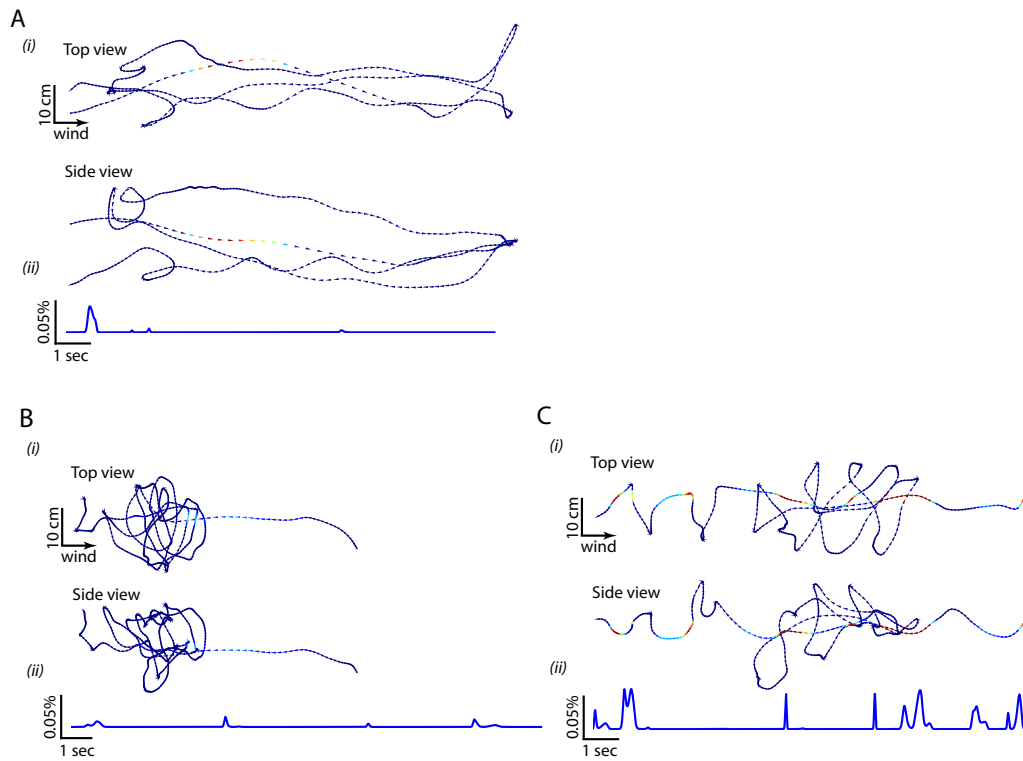 A
(i)
Top view
10 cm
wind
Side view
(ii)
0.05%
1 sec
B
(i)
Top view
10 cm
wind
Side view
(ii)
0.05%
1 sec
C
(i)
Top view
10 cm
wind
Side view
(ii)
0.05%
1 sec